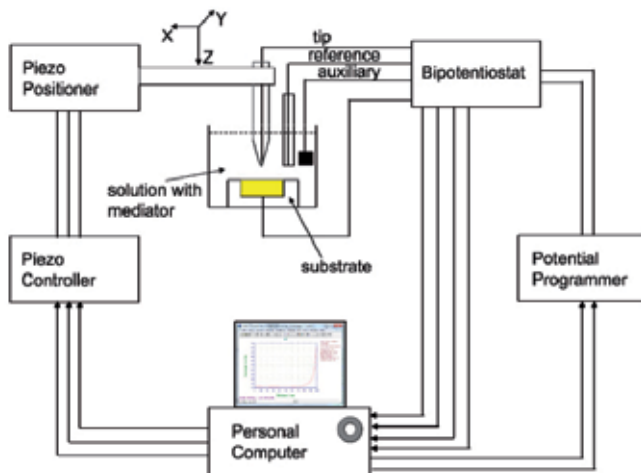 Y
X
Z
tip
reference
auxiliary
Piezo
Positioner
Bipotentiostat
solution with
mediator
substrate
Piezo
Controller
Potential
Programmer
Personal
Computer